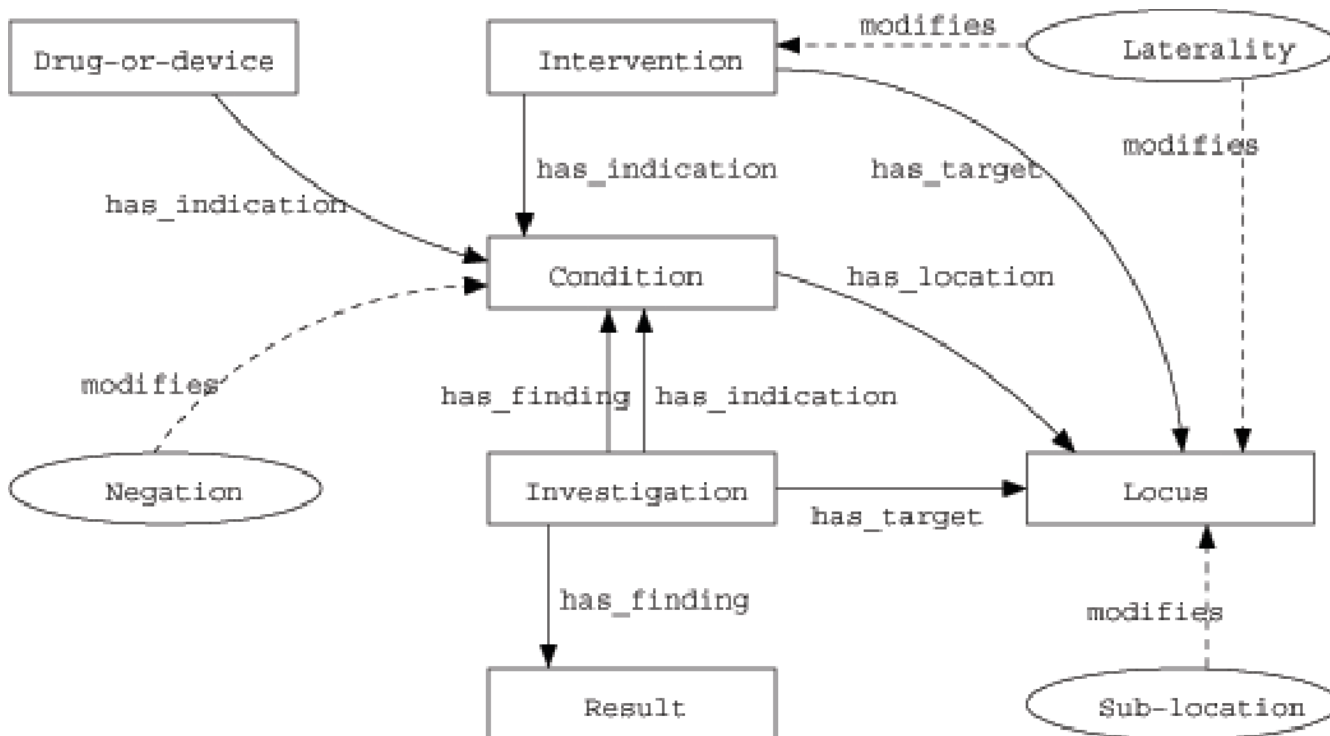 modifies
Drug-or-device
Intervention
Laterality
has_indication
has_target
modifies
has_indication
Condition
has_location
modifies
has_finding
has_indication
Negation
Investigation
has_target
Locus
has_finding
modifies
Result
Sub-location